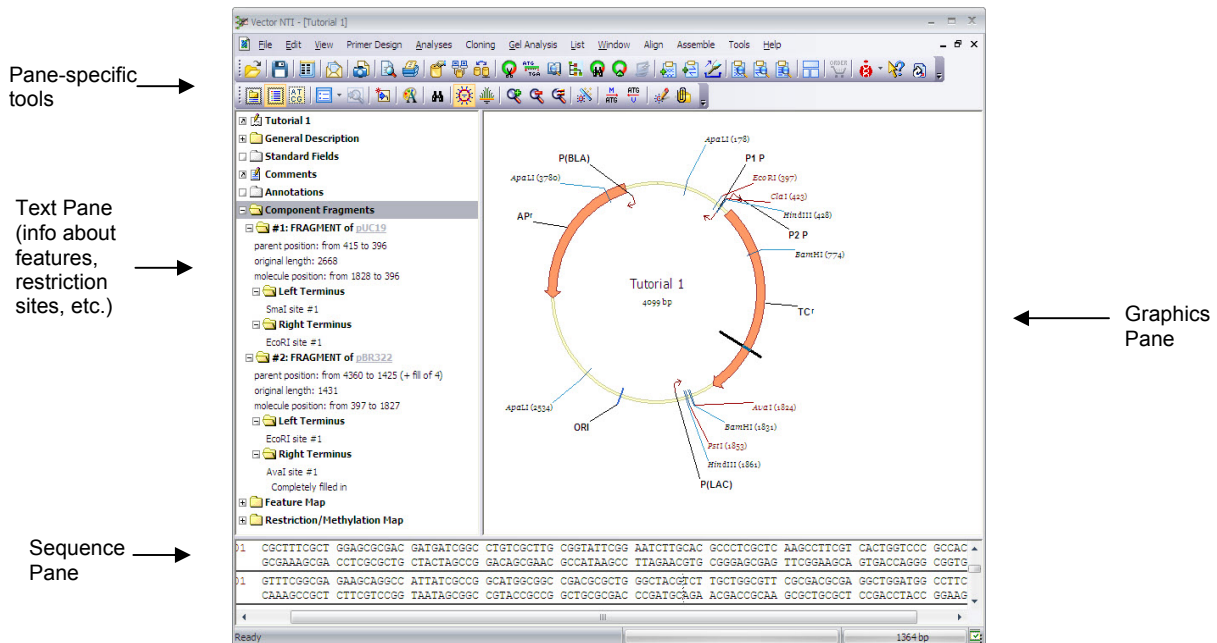 Vector NTI - [Tutorial 1]
File Edit View Primer Design Analyses Cloning Gel Analysis List Window Align Assemble Tools Help
Pane-specific
tools
Text Pane
(info about
features,
restriction
sites, etc.)
Sequence
Pane
Graphics
Pane
Tutorial 1
General Description
Standard Fields
Comments
Annotations
Component Fragments
#1: FRAGMENT of pUC19
parent position: from 415 to 396
original length: 2668
molecule position: from 1828 to 396
Left Terminus
SmaI site #1
Right Terminus
EcoRI site #1
#2: FRAGMENT of pBR322
parent position: from 4360 to 1425 (+ fill of 4)
original length: 1431
molecule position: from 397 to 1827
Left Terminus
EcoRI site #1
Right Terminus
AvaI site #1
Completely filled in
Feature Map
Restriction/Methylation Map
ApaLI (178)
P(BLA)
P1 P
ApaLI (3780)
EcoRI (397)
ClaI (423)
HindIII (428)
APr
P2 P
BamHI (774)
Tutorial 1
4099 bp
TCr
ApaLI (2534)
AvaI (1824)
ORI
BamHI (1831)
PstI (1853)
HindIII (1861)
P(LAC)
01 CGCTTTCGCT GGAGCGCGAC GATGATCGGC CTGTCGCTTG CGGTATTCGG AATCTTGCAC GCCCTCGCTC AAGCCTTCGT CACTGGTCCC GCCAC
GCGAAAGCGA CCTCGCGCTG CTACTAGCCG GACAGCGAAC GCCATAAGCC TTAGAACGTG CGGGAGCGAG TTCGGAAGCA GTGACCAGGG CGGTG
01 GTTTCGGCGA GAAGCAGGCC ATTATCGCCG GCATGGCGGC CGACGCGCTG GGCTACGTCT TGCTGGCGTT CGCGACGCGA GGCTGGATGG CCTTC
CAAAGCCGCT CTTCGTCCGG TAATAGCGGC CGTACCGCCG GCTGCGCGAC CCGATGCAGA ACGACCGCAA GCGCTGCGCT CCGACCTACC GGAAG
Ready 1364 bp